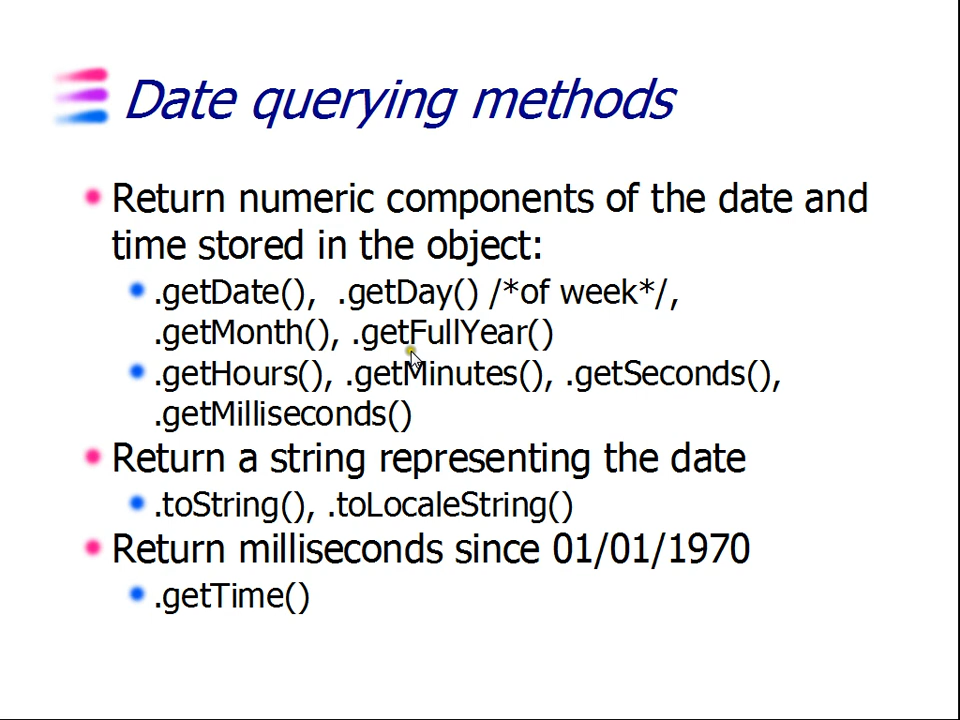 Date querying methods
Return numeric components of the date and
time stored in the object:
.getDate(), .getDay() /*of week*/,
.getMonth(), .getFullYear()
.getHours(), .getMinutes(), .getSeconds(),
.getMilliseconds()
Return a string representing the date
.toString(), .toLocaleString()
Return milliseconds since 01/01/1970
.getTime()